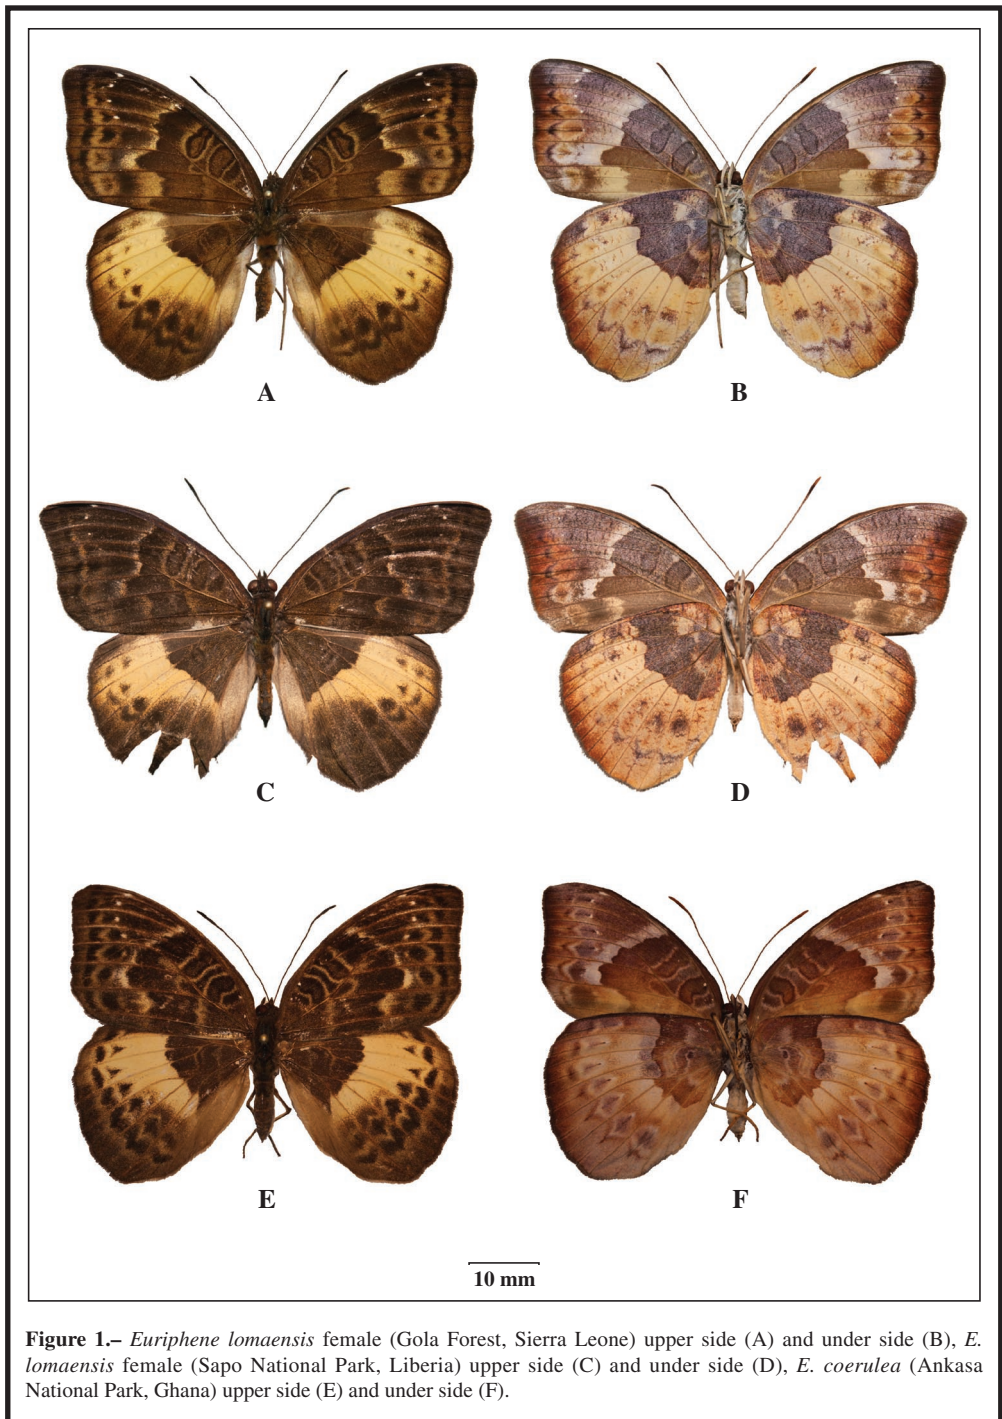 A
B
C
D
E
F
10 mm
Figure 1.– Euriphene lomaensis female (Gola Forest, Sierra Leone) upper side (A) and under side (B), E.
lomaensis female (Sapo National Park, Liberia) upper side (C) and under side (D), E. coerulea (Ankasa
National Park, Ghana) upper side (E) and under side (F).